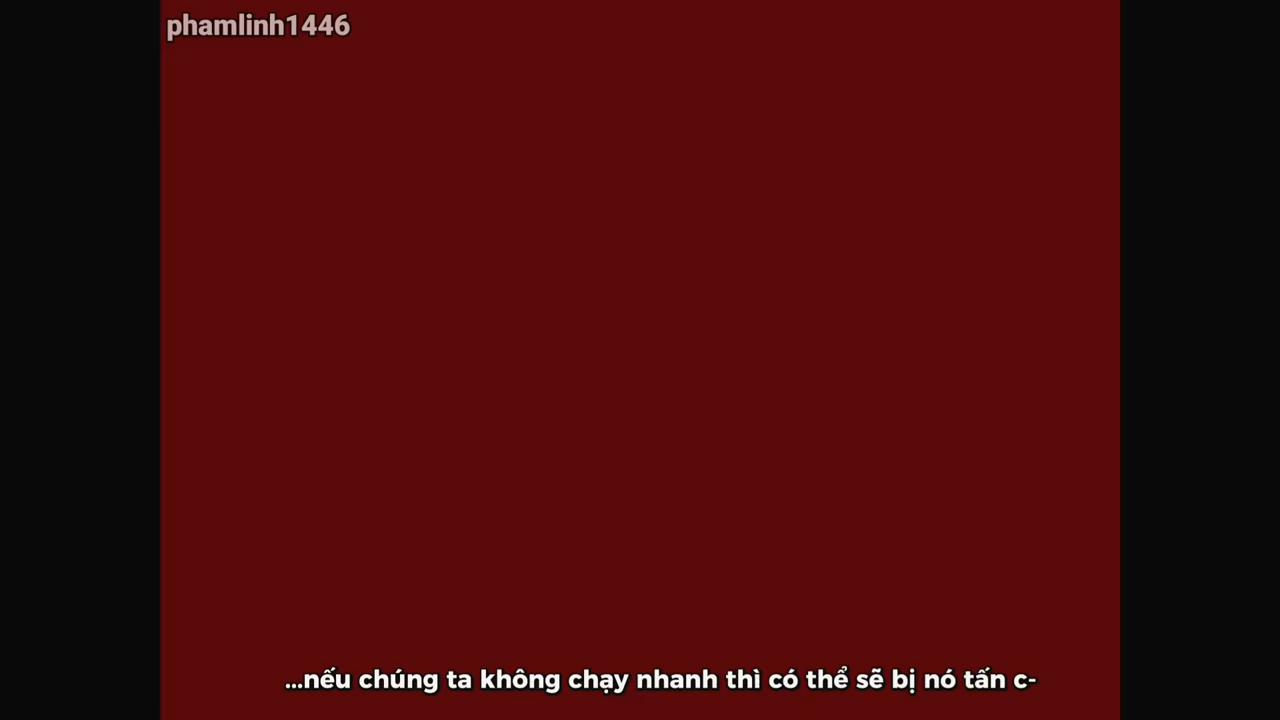 phamlinh1446
...nếu chúng ta không chạy nhanh thì có thể sẽ bị nó tấn c-